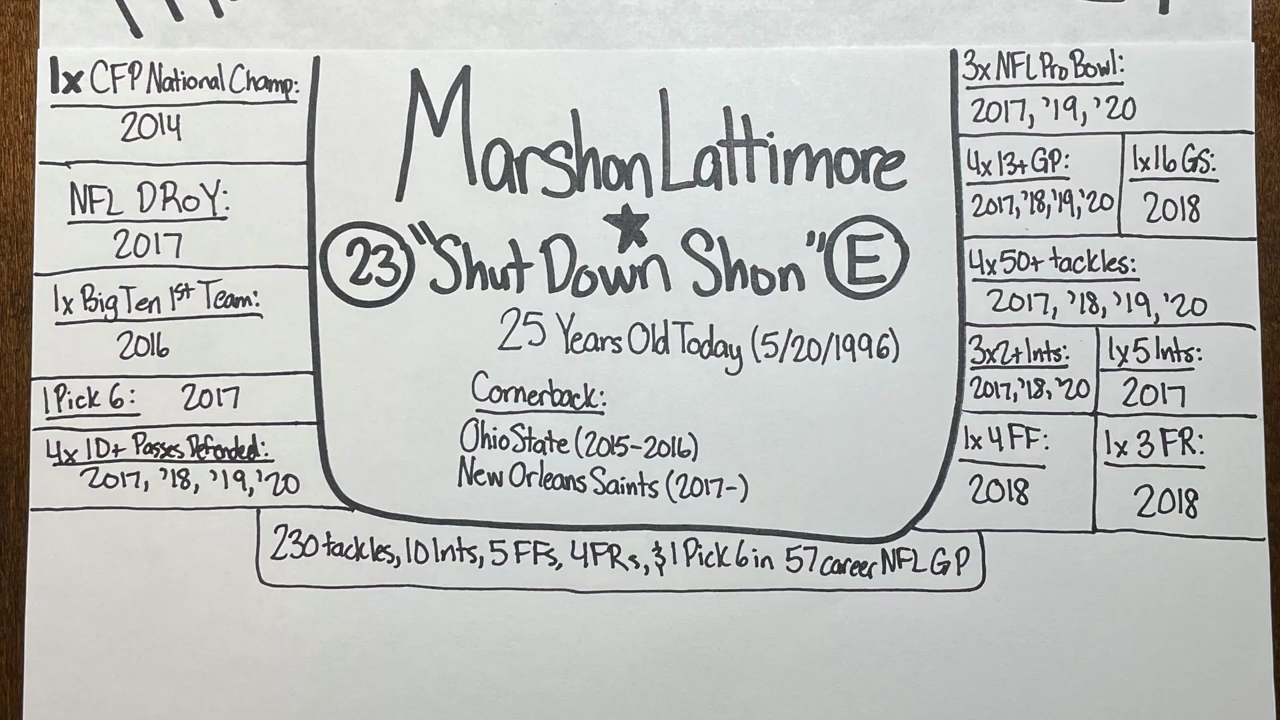 1x CFP National Champ:
2014
NFL DRoY:
2017
1x Big Ten 1st Team:
2016
1 Pick 6: 2017
4x 10+ Passes Defended:
2017, '18, '19, '20
Marshon Lattimore
★
23 "Shut Down Shon" E
25 Years Old Today (5/20/1996)
Cornerback:
Ohio State (2015-2016)
New Orleans Saints (2017-)
3x NFL Pro Bowl:
2017, '19, '20
4x 13+ GP:
2017, '18, '19, '20
1x 16 GS:
2018
4x 50+ tackles:
2017, '18, '19, '20
3x 2+ Ints:
2017, '18, '20
1x 5 Ints:
2017
1x 4 FF:
2018
1x 3 FR:
2018
230 tackles, 10 Ints, 5 FFs, 4 FRs, & 1 Pick 6 in 57 career NFL GP